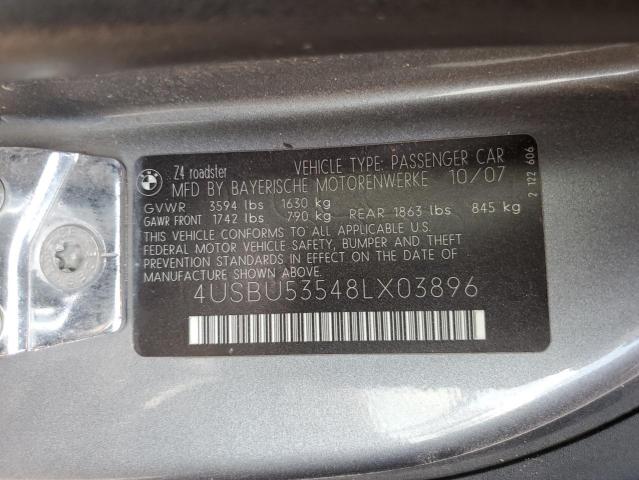 Z4 roadster VEHICLE TYPE: PASSENGER CAR
MFD BY BAYERISCHE MOTORENWERKE 10/07
GVWR 3594 lbs 1630 kg
GAWR FRONT 1742 lbs 790 kg REAR 1863 lbs 845 kg
THIS VEHICLE CONFORMS TO ALL APPLICABLE U.S.
FEDERAL MOTOR VEHICLE SAFETY, BUMPER AND THEFT
PREVENTION STANDARDS IN EFFECT ON THE DATE OF
MANUFACTURE SHOWN ABOVE:
4USBU53548LX03896
2 122 606